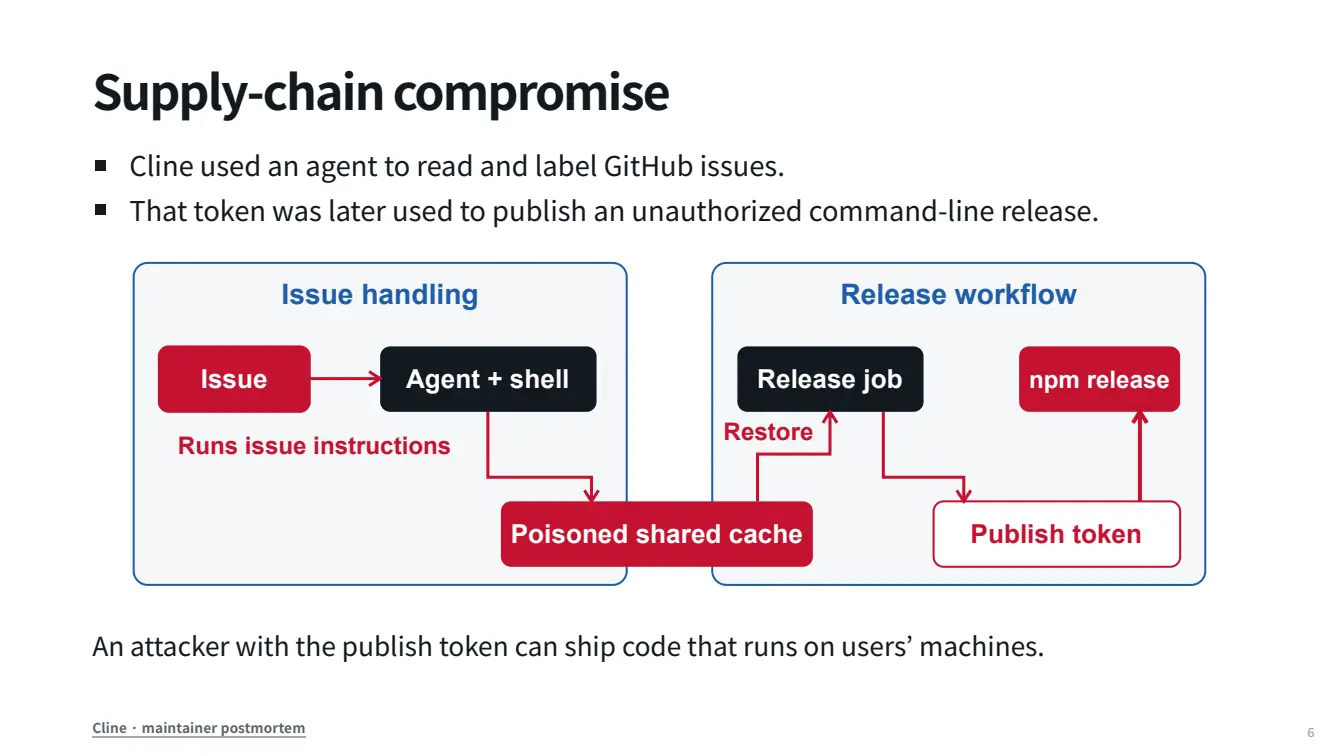 Supply-chain compromise
Cline used an agent to read and label GitHub issues.
That token was later used to publish an unauthorized command-line release.
Issue handling
Issue
Agent + shell
Runs issue instructions
Poisoned shared cache
Release workflow
Release job
npm release
Restore
Publish token
An attacker with the publish token can ship code that runs on users’ machines.
Cline · maintainer postmortem
6